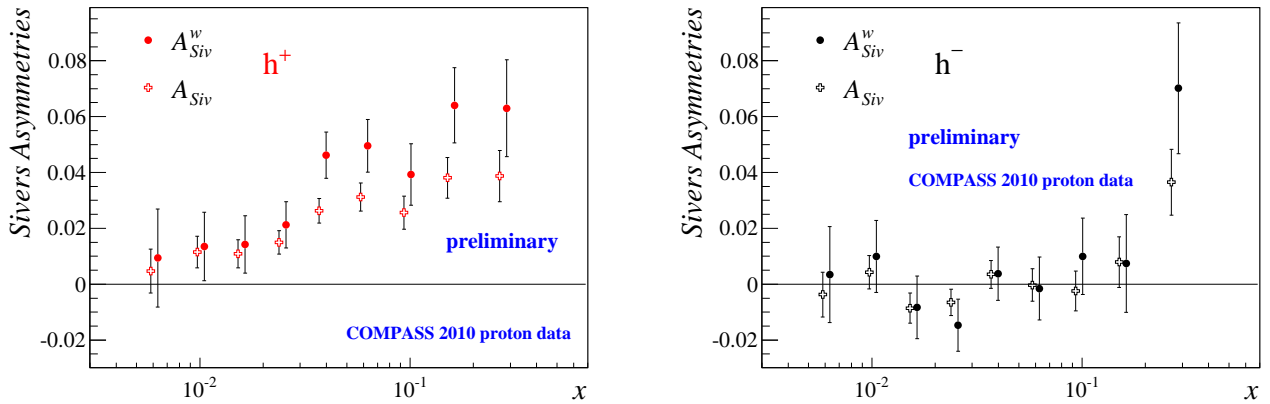 Sivers Asymmetries
0.08
0.06
0.04
0.02
0
-0.02
A^w_Siv
A_Siv
h⁺
preliminary
COMPASS 2010 proton data
10⁻²
10⁻¹
x
Sivers Asymmetries
0.08
0.06
0.04
0.02
0
-0.02
A^w_Siv
A_Siv
h⁻
preliminary
COMPASS 2010 proton data
10⁻²
10⁻¹
x